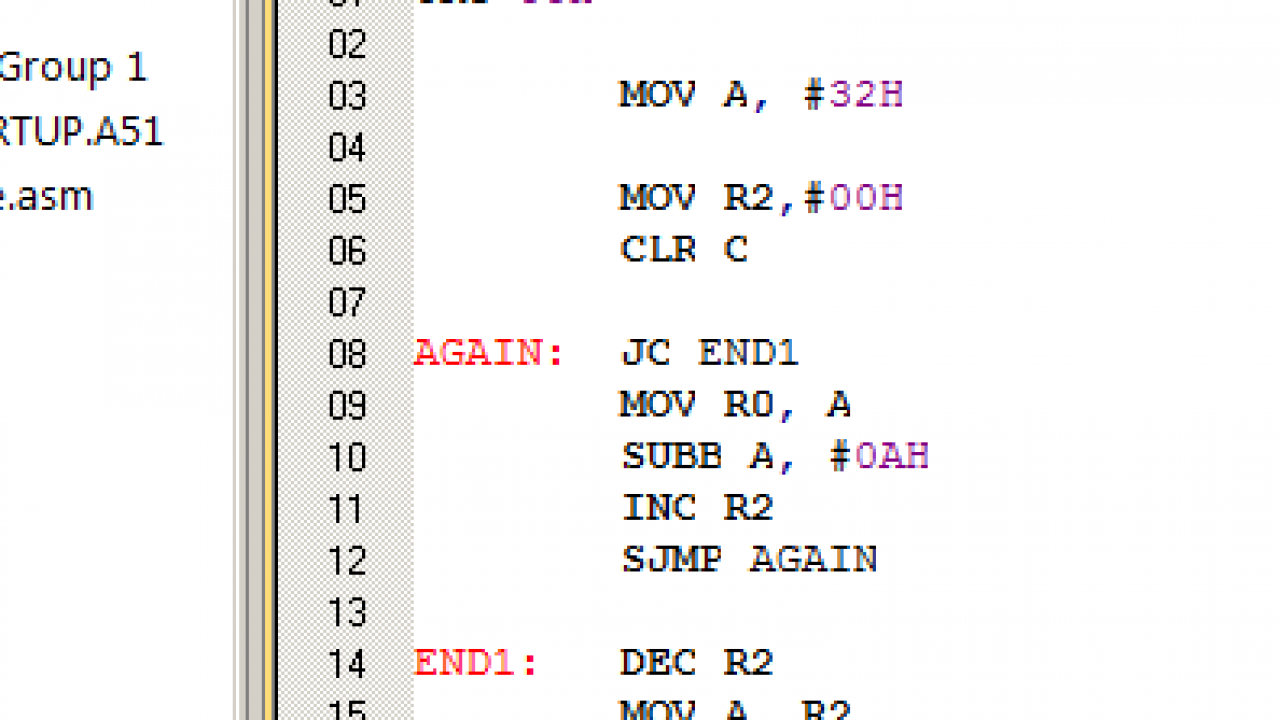 Group 1
RTUP.A51
e.asm
02
03 MOV A, #32H
04
05 MOV R2,#00H
06 CLR C
07
08 AGAIN: JC END1
09 MOV R0, A
10 SUBB A, #0AH
11 INC R2
12 SJMP AGAIN
13
14 END1: DEC R2
15 MOV A, R2